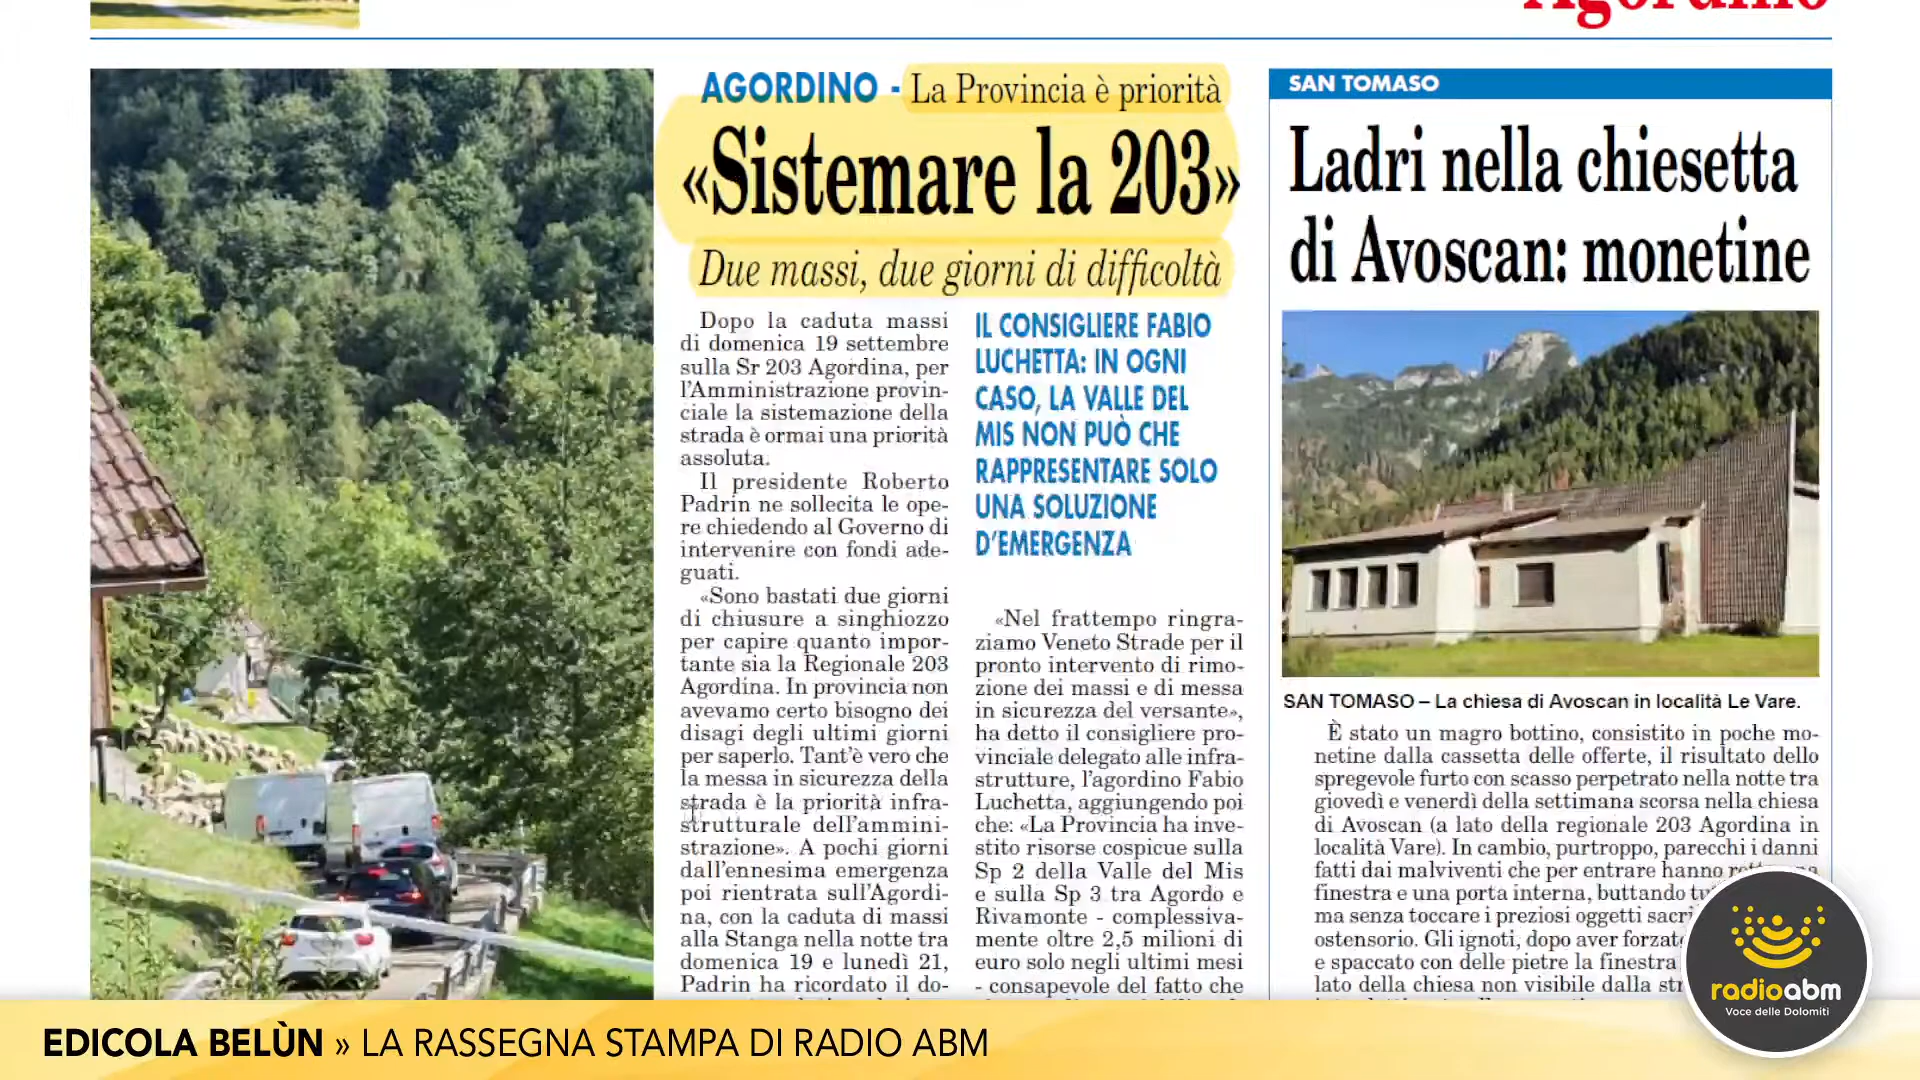 Agordino
AGORDINO - La Provincia è priorità
«Sistemare la 203»
Due massi, due giorni di difficoltà
Dopo la caduta massi
di domenica 19 settembre
sulla Sr 203 Agordina, per
l'Amministrazione provin-
ciale la sistemazione della
strada è ormai una priorità
assoluta.
Il presidente Roberto
Padrin ne sollecita le ope-
re chiedendo al Governo di
intervenire con fondi ade-
guati.
«Sono bastati due giorni
di chiusure a singhiozzo
per capire quanto impor-
tante sia la Regionale 203
Agordina. In provincia non
avevamo certo bisogno dei
disagi degli ultimi giorni
per saperlo. Tant'è vero che
la messa in sicurezza della
strada è la priorità infra-
strutturale dell'ammini-
strazione». A pochi giorni
dall'ennesima emergenza
poi rientrata sull'Agordi-
na, con la caduta di massi
alla Stanga nella notte tra
domenica 19 e lunedì 21,
Padrin ha ricordato il do-
IL CONSIGLIERE FABIO
LUCHETTA: IN OGNI
CASO, LA VALLE DEL
MIS NON PUÒ CHE
RAPPRESENTARE SOLO
UNA SOLUZIONE
D'EMERGENZA
«Nel frattempo ringra-
ziamo Veneto Strade per il
pronto intervento di rimo-
zione dei massi e di messa
in sicurezza del versante»,
ha detto il consigliere pro-
vinciale delegato alle infra-
strutture, l'agordino Fabio
Luchetta, aggiungendo poi
che: «La Provincia ha inve-
stito risorse cospicue sulla
Sp 2 della Valle del Mis
e sulla Sp 3 tra Agordo e
Rivamonte - complessiva-
mente oltre 2,5 milioni di
euro solo negli ultimi mesi
- consapevole del fatto che
SAN TOMASO
Ladri nella chiesetta
di Avoscan: monetine
SAN TOMASO – La chiesa di Avoscan in località Le Vare.
È stato un magro bottino, consistito in poche mo-
netine dalla cassetta delle offerte, il risultato dello
spregevole furto con scasso perpetrato nella notte tra
giovedì e venerdì della settimana scorsa nella chiesa
di Avoscan (a lato della regionale 203 Agordina in
località Vare). In cambio, purtroppo, parecchi i danni
fatti dai malviventi che per entrare hanno
finestra e una porta interna, buttando
ma senza toccare i preziosi oggetti
ostensorio. Gli ignoti, dopo aver
e spaccato con delle pietre la finestra
lato della chiesa non visibile dalla
radioabm
Voce delle Dolomiti
EDICOLA BELÙN » LA RASSEGNA STAMPA DI RADIO ABM